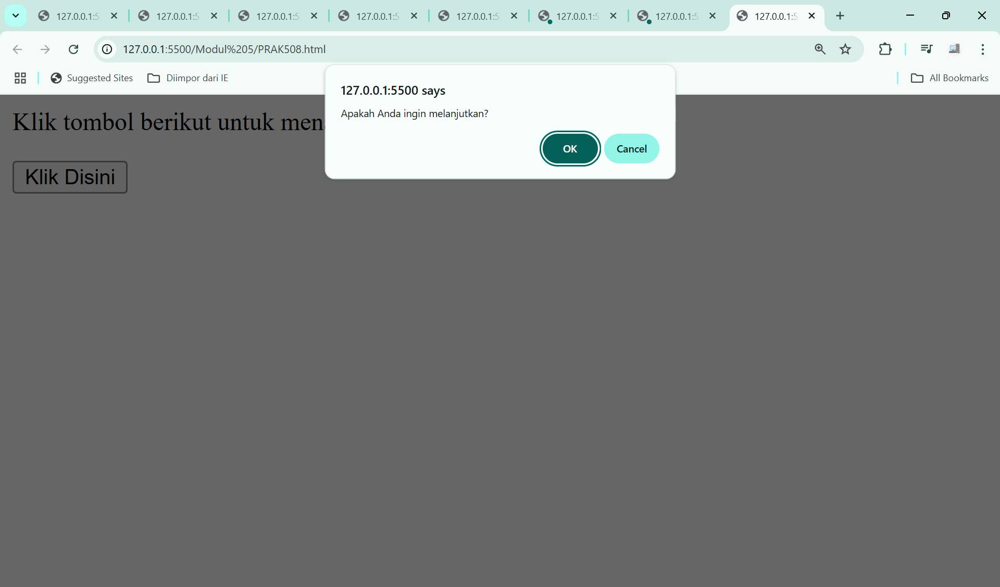 127.0.0.1:5 127.0.0.1:5 127.0.0.1:5 127.0.0.1:5 127.0.0.1:5 127.0.0.1:5 127.0.0.1:5 127.0.0.1:5
127.0.0.1:5500/Modul%205/PRAK508.html
Suggested Sites Diimpor dari IE All Bookmarks
127.0.0.1:5500 says
Apakah Anda ingin melanjutkan?
OK Cancel
Klik tombol berikut untuk men
Klik Disini